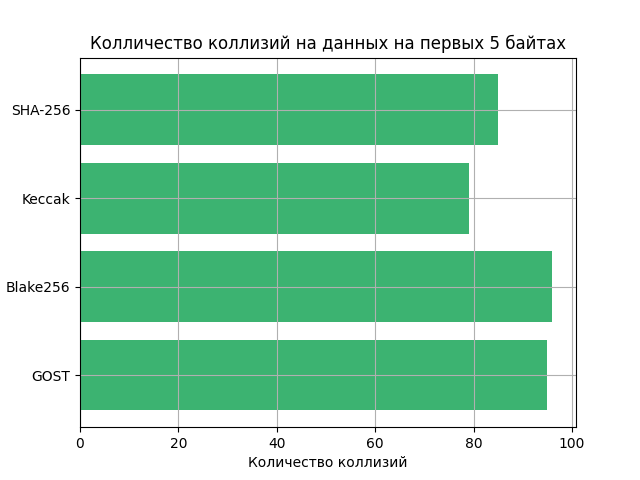 Колличество коллизий на данных на первых 5 байтах
SHA-256
Keccak
Blake256
GOST
0 20 40 60 80 100
Количество коллизий